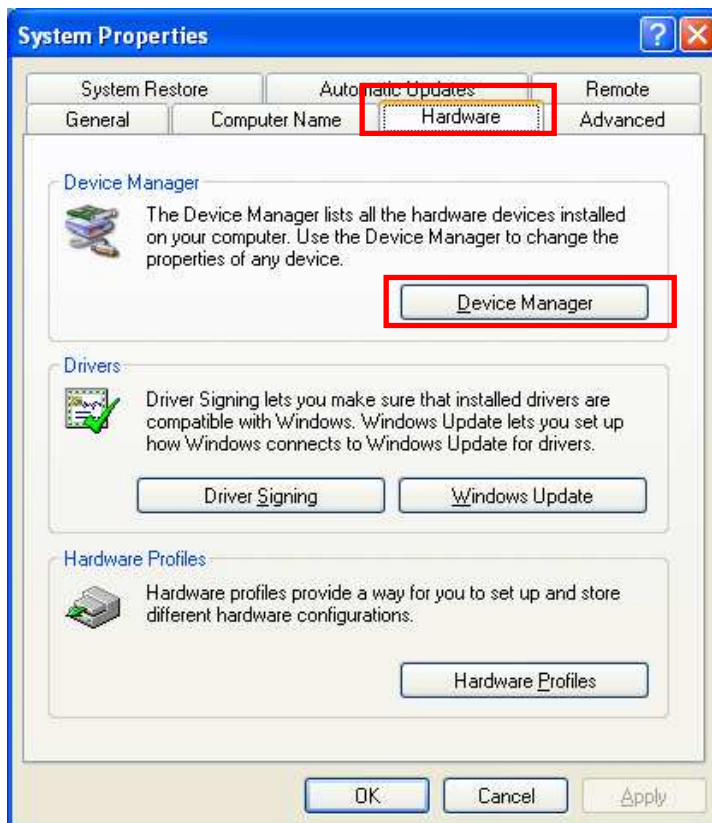 System Properties
System Restore Automatic Updates Remote
General Computer Name Hardware Advanced
Device Manager
The Device Manager lists all the hardware devices installed
on your computer. Use the Device Manager to change the
properties of any device.
Device Manager
Drivers
Driver Signing lets you make sure that installed drivers are
compatible with Windows. Windows Update lets you set up
how Windows connects to Windows Update for drivers.
Driver Signing Windows Update
Hardware Profiles
Hardware profiles provide a way for you to set up and store
different hardware configurations.
Hardware Profiles
OK Cancel Apply